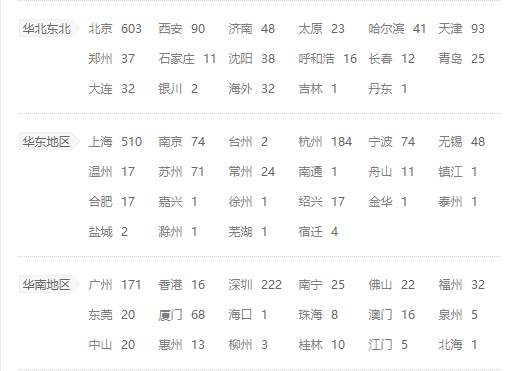 华北东北 北京 603 西安 90 济南 48 太原 23 哈尔滨 41 天津 93
郑州 37 石家庄 11 沈阳 38 呼和浩 16 长春 12 青岛 25
大连 32 银川 2 海外 32 吉林 1 丹东 1
华东地区 上海 510 南京 74 台州 2 杭州 184 宁波 74 无锡 48
温州 17 苏州 71 常州 24 南通 1 舟山 11 镇江 1
合肥 17 嘉兴 1 徐州 1 绍兴 17 金华 1 泰州 1
盐城 2 滁州 1 芜湖 1 宿迁 4
华南地区 广州 171 香港 16 深圳 222 南宁 25 佛山 22 福州 32
东莞 20 厦门 68 海口 1 珠海 8 澳门 16 泉州 5
中山 20 惠州 13 柳州 3 桂林 10 江门 5 北海 1